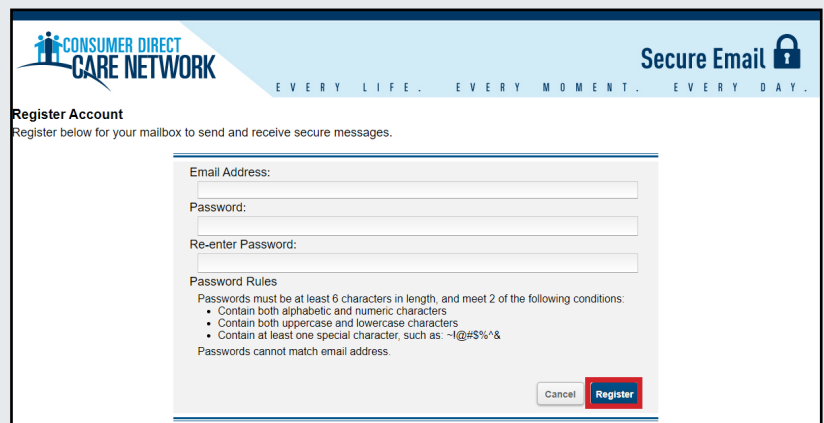 CONSUMER DIRECT
CARE NETWORK
Secure Email
EVERY LIFE. EVERY MOMENT. EVERY DAY.
Register Account
Register below for your mailbox to send and receive secure messages.
Email Address:
Password:
Re-enter Password:
Password Rules
Passwords must be at least 6 characters in length, and meet 2 of the following conditions:
• Contain both alphabetic and numeric characters
• Contain both uppercase and lowercase characters
• Contain at least one special character, such as: ~!@#$%^&
Passwords cannot match email address.
Cancel Register